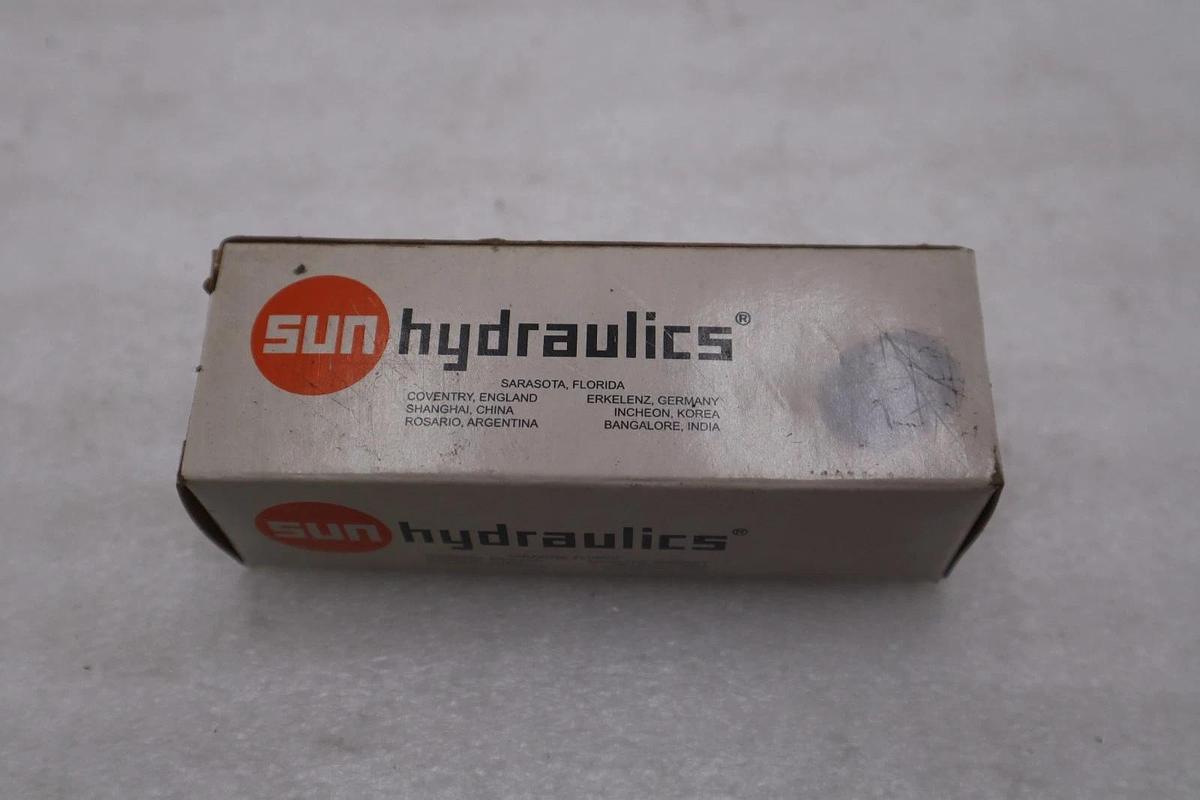 sun hydraulics®
SARASOTA, FLORIDA
COVENTRY, ENGLAND ERKELENZ, GERMANY
SHANGHAI, CHINA INCHEON, KOREA
ROSARIO, ARGENTINA BANGALORE, INDIA
sun hydraulics®